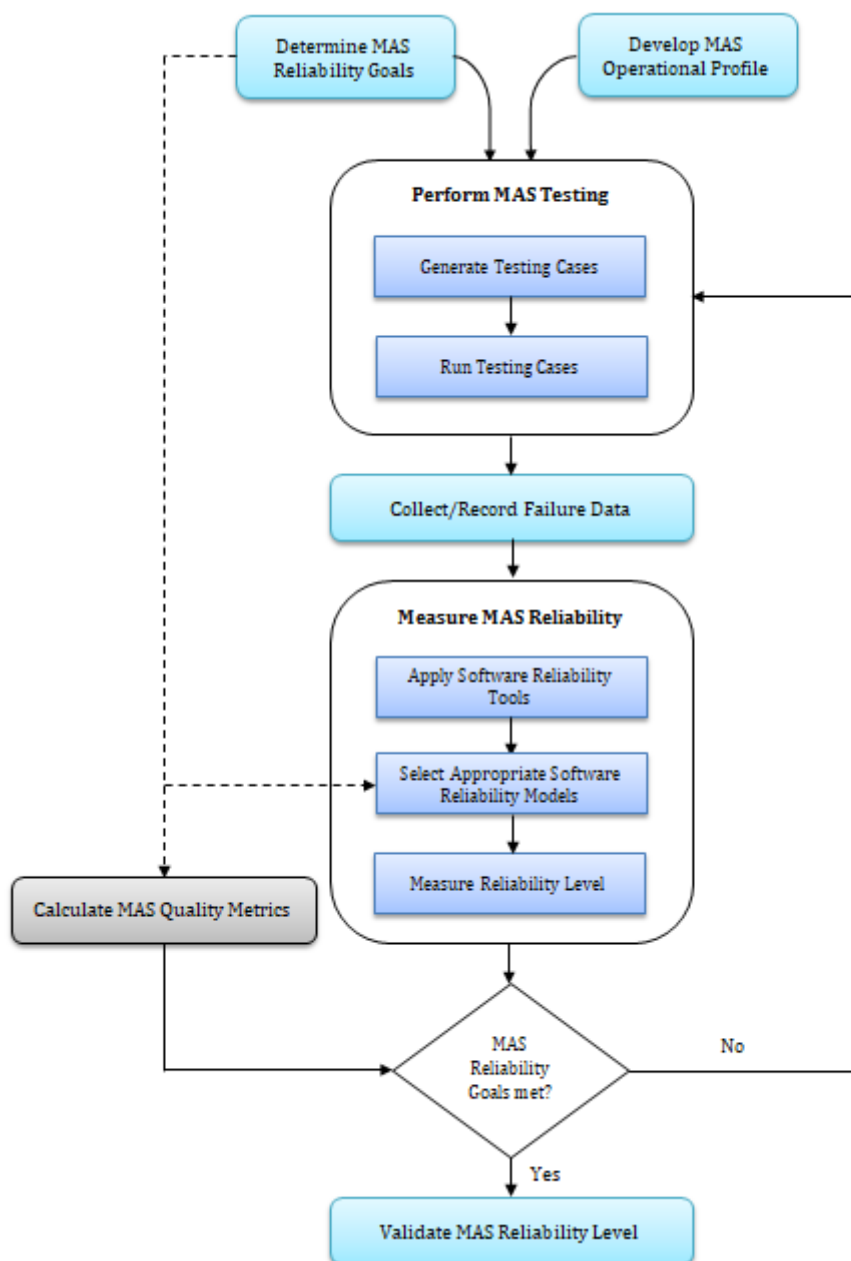 Determine MAS
Reliability Goals
Develop MAS
Operational Profile
Perform MAS Testing
Generate Testing Cases
Run Testing Cases
Collect/Record Failure Data
Measure MAS Reliability
Apply Software Reliability
Tools
Select Appropriate Software
Reliability Models
Measure Reliability Level
Calculate MAS Quality Metrics
MAS
Reliability
Goals met?
No
Yes
Validate MAS Reliability Level